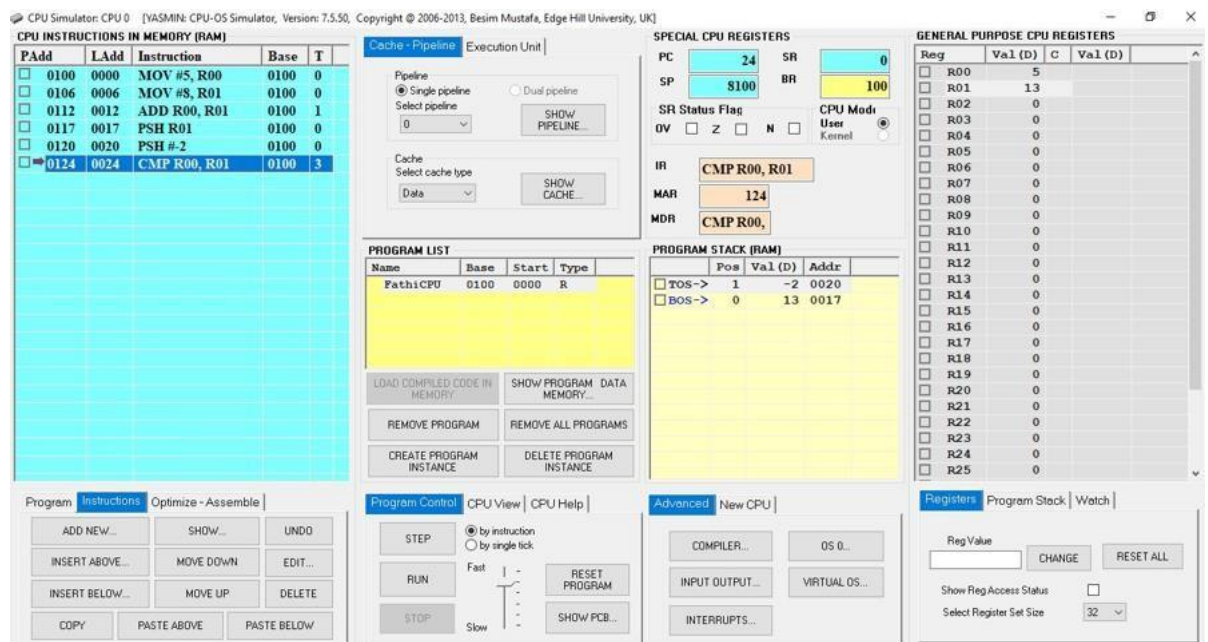 CPU Simulator: CPU 0 [YASMIN: CPU-OS Simulator, Version: 7.5.50, Copyright @ 2006-2013, Besim Mustafa, Edge Hill University, UK]
CPU INSTRUCTIONS IN MEMORY (RAM)
PAdd LAdd Instruction Base T
0100 0000 MOV #5, R00 0100 0
0106 0006 MOV #8, R01 0100 0
0112 0012 ADD R00, R01 0100 1
0117 0017 PSH R01 0100 0
0120 0020 PSH #-2 0100 0
0124 0024 CMP R00, R01 0100 3
Program Instructions Optimize - Assemble
ADD NEW... SHOW... UNDO
INSERT ABOVE... MOVE DOWN EDIT...
INSERT BELOW... MOVE UP DELETE
COPY PASTE ABOVE PASTE BELOW
Cache - Pipeline Execution Unit
Pipeline
Single pipeline Dual pipeline
Select pipeline
0
SHOW
PIPELINE...
Cache
Select cache type
Data
SHOW
CACHE...
PROGRAM LIST
Name Base Start Type
FathiCPU 0100 0000 R
LOAD COMPILED CODE IN
MEMORY
SHOW PROGRAM DATA
MEMORY...
REMOVE PROGRAM REMOVE ALL PROGRAMS
CREATE PROGRAM
INSTANCE
DELETE PROGRAM
INSTANCE
Program Control CPU View CPU Help
STEP
by instruction
by single tick
Fast
RUN
RESET
PROGRAM
STOP
Slow
SHOW PCB...
SPECIAL CPU REGISTERS
PC 24 SR 0
SP 8100 BR 100
SR Status Flag
OV Z N
CPU Mode
User
Kernel
IR CMP R00, R01
MAR 124
MDR CMP R00,
PROGRAM STACK (RAM)
Pos Val (D) Addr
TOS-> 1 -2 0020
BOS-> 0 13 0017
Advanced New CPU
COMPILER... OS 0...
INPUT OUTPUT... VIRTUAL OS...
INTERRUPTS...
GENERAL PURPOSE CPU REGISTERS
Reg Val (D) C Val (D)
R00 5
R01 13
R02 0
R03 0
R04 0
R05 0
R06 0
R07 0
R08 0
R09 0
R10 0
R11 0
R12 0
R13 0
R14 0
R15 0
R16 0
R17 0
R18 0
R19 0
R20 0
R21 0
R22 0
R23 0
R24 0
R25 0
Registers Program Stack Watch
Reg Value
CHANGE RESET ALL
Show Reg Access Status
Select Register Set Size 32